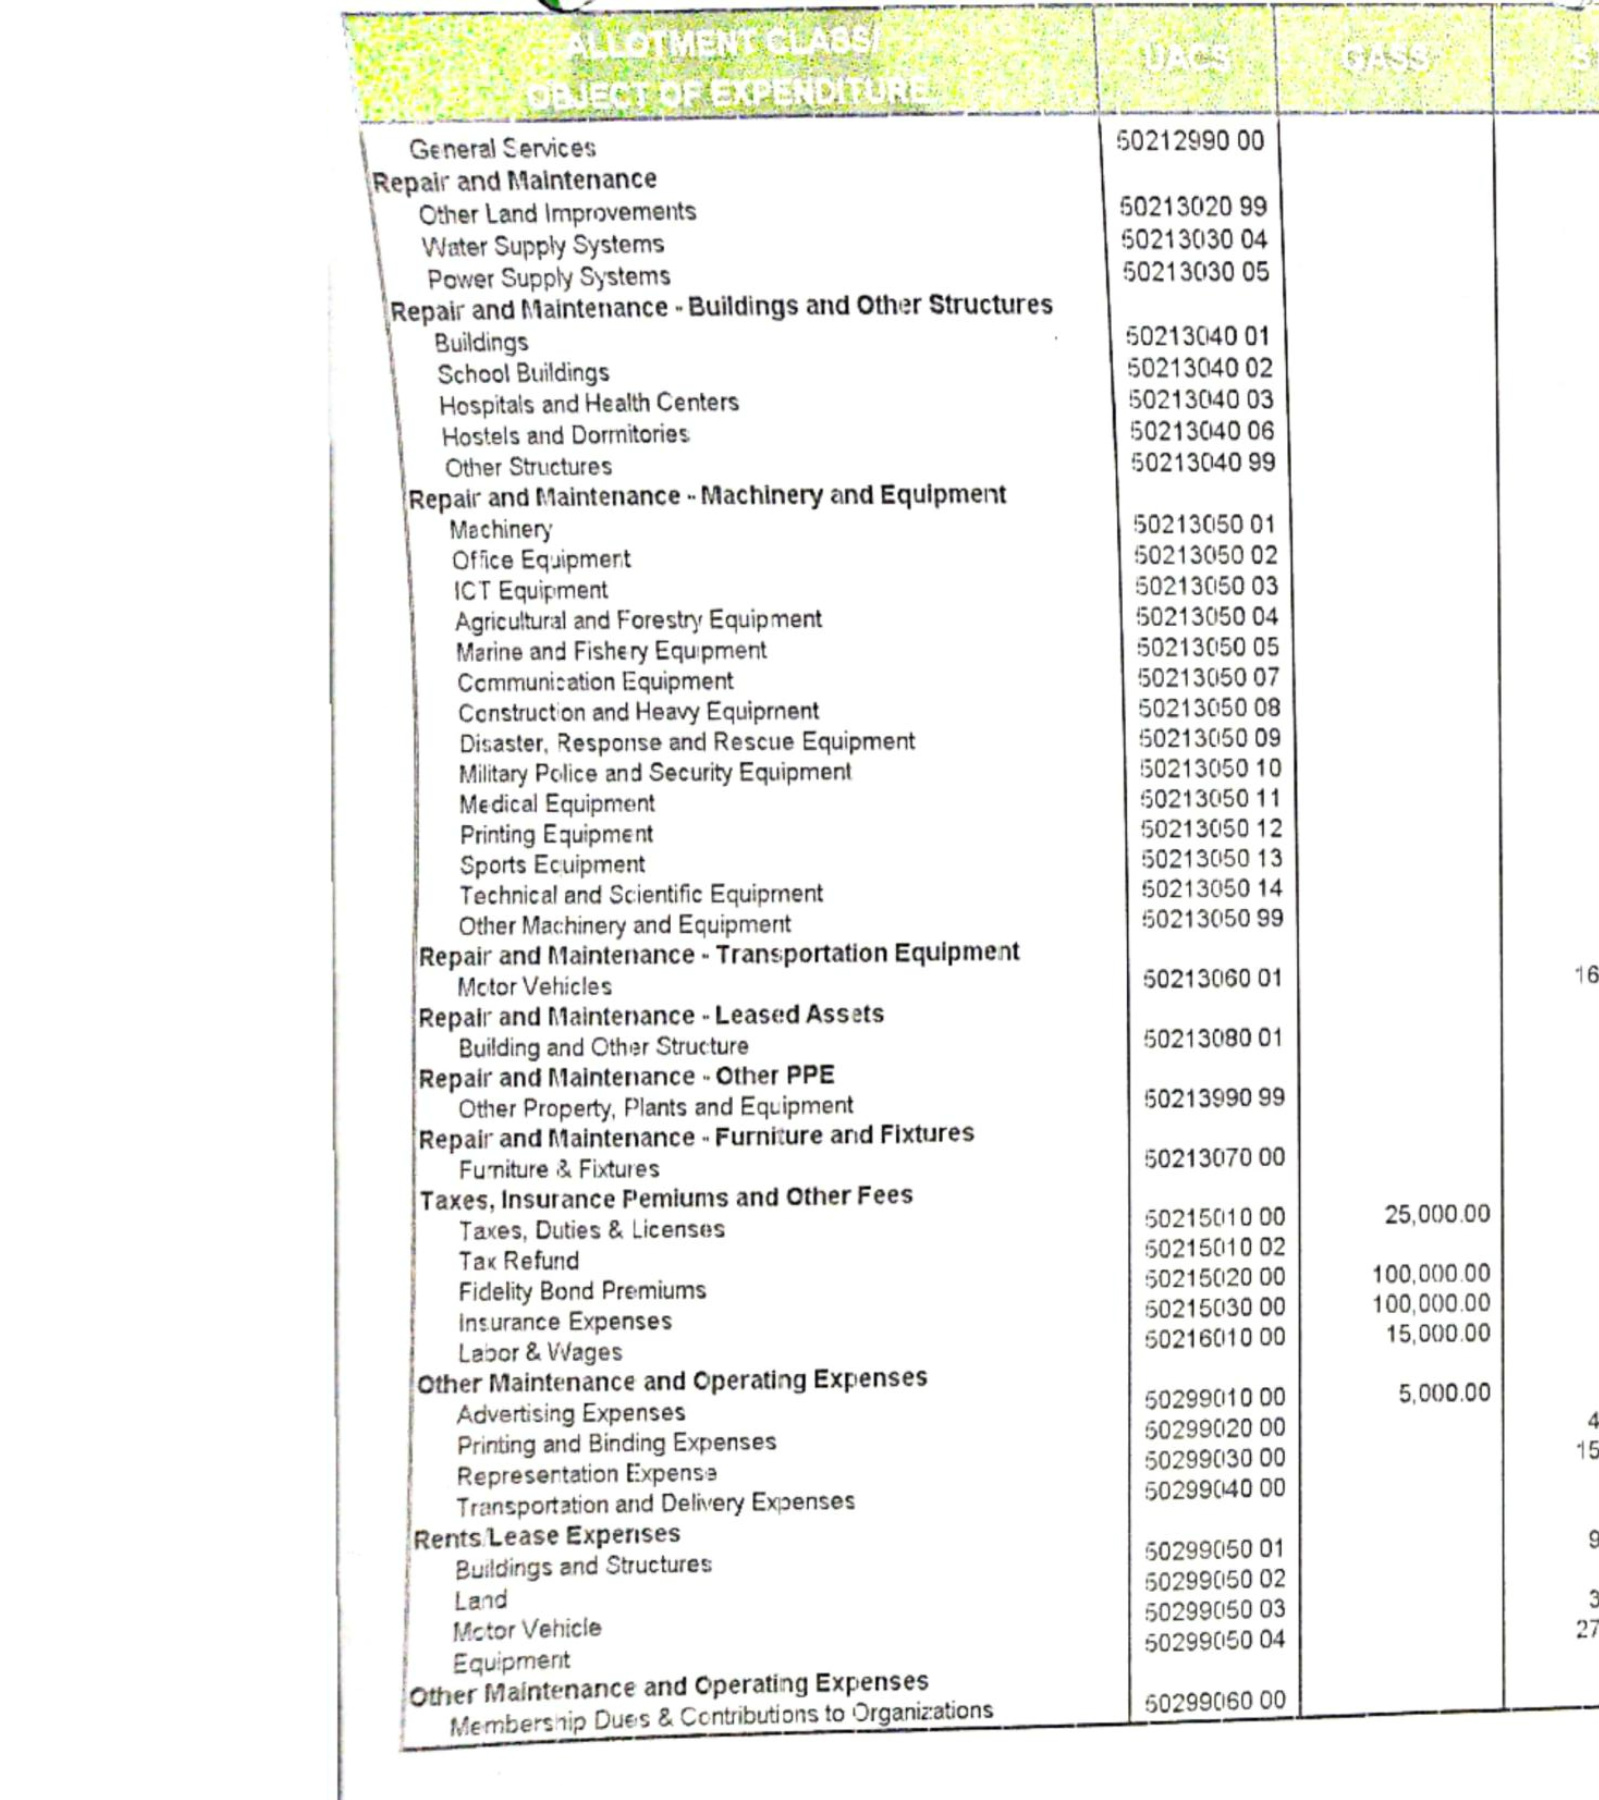 ALLOTMENT CLASS/ UACS GASS S
OBJECT OF EXPENDITURE
General Services 50212990 00
Repair and Maintenance
Other Land Improvements 50213020 99
Water Supply Systems 50213030 04
Power Supply Systems 50213030 05
Repair and Maintenance - Buildings and Other Structures
Buildings 50213040 01
School Buildings 50213040 02
Hospitals and Health Centers 50213040 03
Hostels and Dormitories 50213040 06
Other Structures 50213040 99
Repair and Maintenance - Machinery and Equipment
Machinery 50213050 01
Office Equipment 50213050 02
ICT Equipment 50213050 03
Agricultural and Forestry Equipment 50213050 04
Marine and Fishery Equipment 50213050 05
Communication Equipment 50213050 07
Construction and Heavy Equipment 50213050 08
Disaster, Response and Rescue Equipment 50213050 09
Military Police and Security Equipment 50213050 10
Medical Equipment 50213050 11
Printing Equipment 50213050 12
Sports Equipment 50213050 13
Technical and Scientific Equipment 50213050 14
Other Machinery and Equipment 50213050 99
Repair and Maintenance - Transportation Equipment
Motor Vehicles 50213060 01 16
Repair and Maintenance - Leased Assets
Building and Other Structure 50213080 01
Repair and Maintenance - Other PPE
Other Property, Plants and Equipment 50213990 99
Repair and Maintenance - Furniture and Fixtures
Furniture & Fixtures 50213070 00
Taxes, Insurance Pemiums and Other Fees
Taxes, Duties & Licenses 50215010 00 25,000.00
Tax Refund 50215010 02
Fidelity Bond Premiums 50215020 00 100,000.00
Insurance Expenses 50215030 00 100,000.00
Labor & Wages 50216010 00 15,000.00
Other Maintenance and Operating Expenses
Advertising Expenses 50299010 00 5,000.00
Printing and Binding Expenses 50299020 00 4
Representation Expense 50299030 00 15
Transportation and Delivery Expenses 50299040 00
Rents/Lease Expenses
Buildings and Structures 50299050 01 9
Land 50299050 02
Motor Vehicle 50299050 03 3
Equipment 50299050 04 27
Other Maintenance and Operating Expenses
Membership Dues & Contributions to Organizations 50299060 00